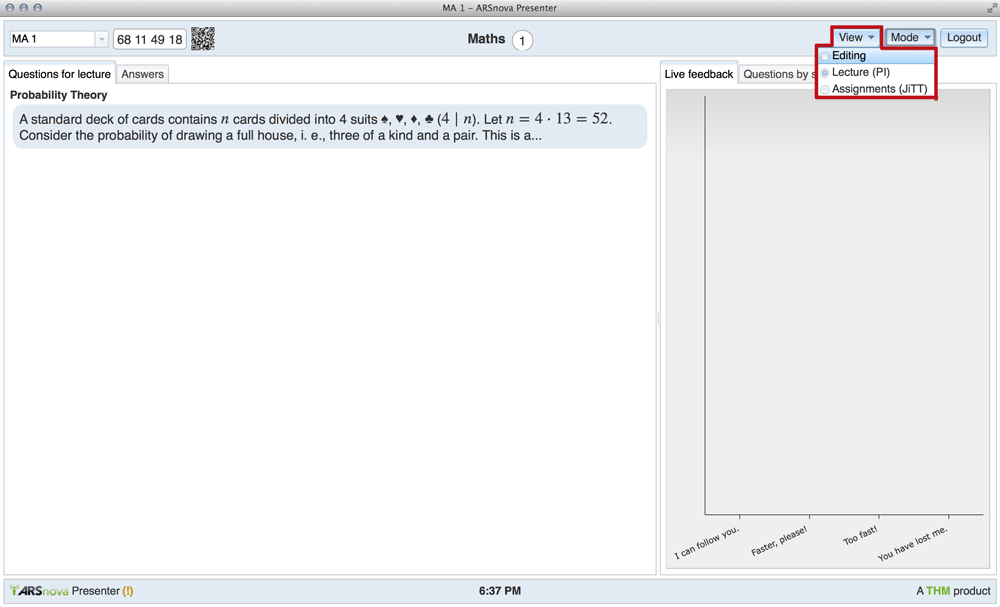 MA 1 - ARSnova Presenter
MA 1
68 11 49 18
Maths 1
View Mode Logout
Editing
Lecture (PI)
Assignments (JiTT)
Questions for lecture Answers
Probability Theory
A standard deck of cards contains n cards divided into 4 suits ♠, ♥, ♦, ♣ (4 | n). Let n = 4 · 13 = 52.
Consider the probability of drawing a full house, i. e., three of a kind and a pair. This is a...
Live feedback Questions by
I can follow you.
Faster, please!
Too fast!
You have lost me.
ARSnova Presenter (!)
6:37 PM
A THM product